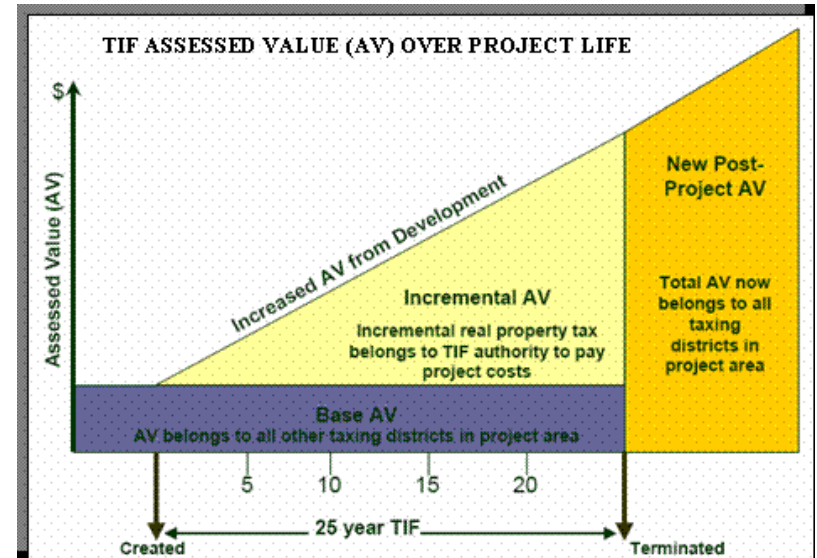 TIF ASSESSED VALUE (AV) OVER PROJECT LIFE
$
Assessed Value (AV)
Increased AV from Development
New Post-
Project AV
Incremental AV
Incremental real property tax
belongs to TIF authority to pay
project costs
Total AV now
belongs to all
taxing
districts in
project area
Base AV
AV belongs to all other taxing districts in project area
5
10
15
20
25 year TIF
Created
Terminated